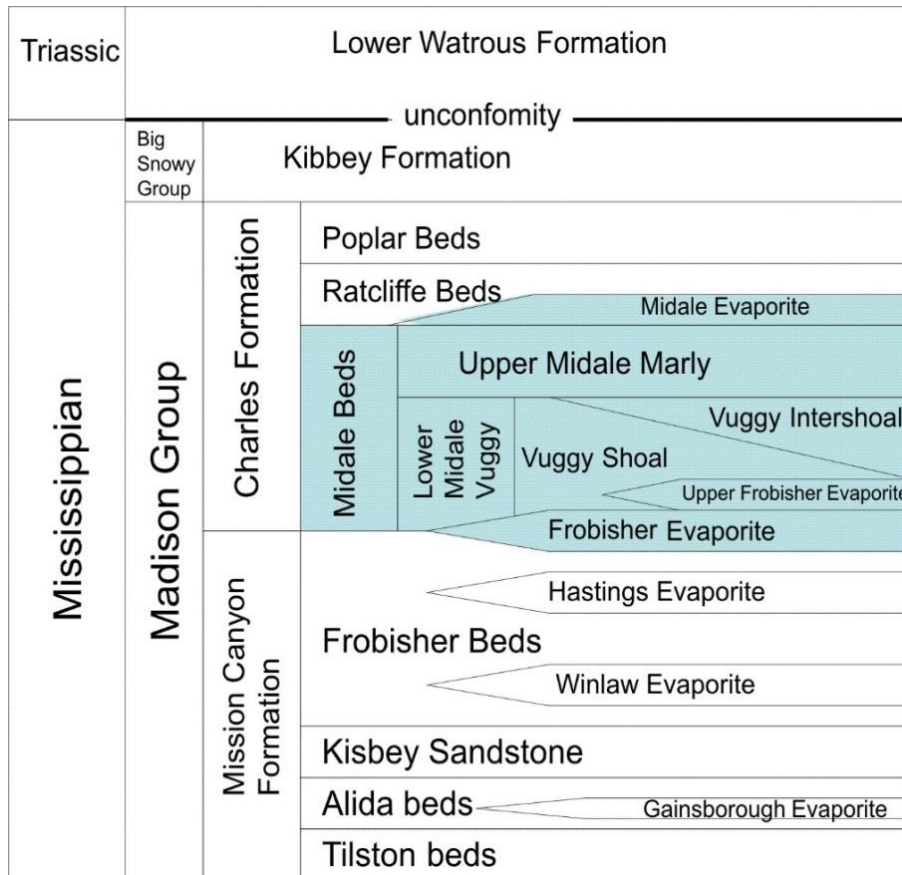 Triassic
Lower Watrous Formation
unconfomity
Big
Snowy
Group
Kibbey Formation
Mississippian
Madison Group
Charles Formation
Poplar Beds
Ratcliffe Beds
Midale Evaporite
Midale Beds
Upper Midale Marly
Lower
Midale
Vuggy
Vuggy Intershoal
Vuggy Shoal
Upper Frobisher Evaporite
Frobisher Evaporite
Mission Canyon
Formation
Hastings Evaporite
Frobisher Beds
Winlaw Evaporite
Kisbey Sandstone
Alida beds
Gainsborough Evaporite
Tilston beds